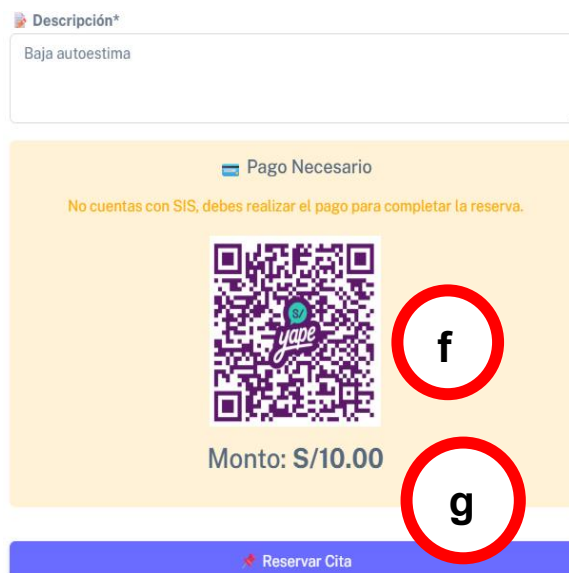 Descripción*
Baja autoestima
Pago Necesario
No cuentas con SIS, debes realizar el pago para completar la reserva.
S/
yape
f
Monto: S/10.00
g
Reservar Cita